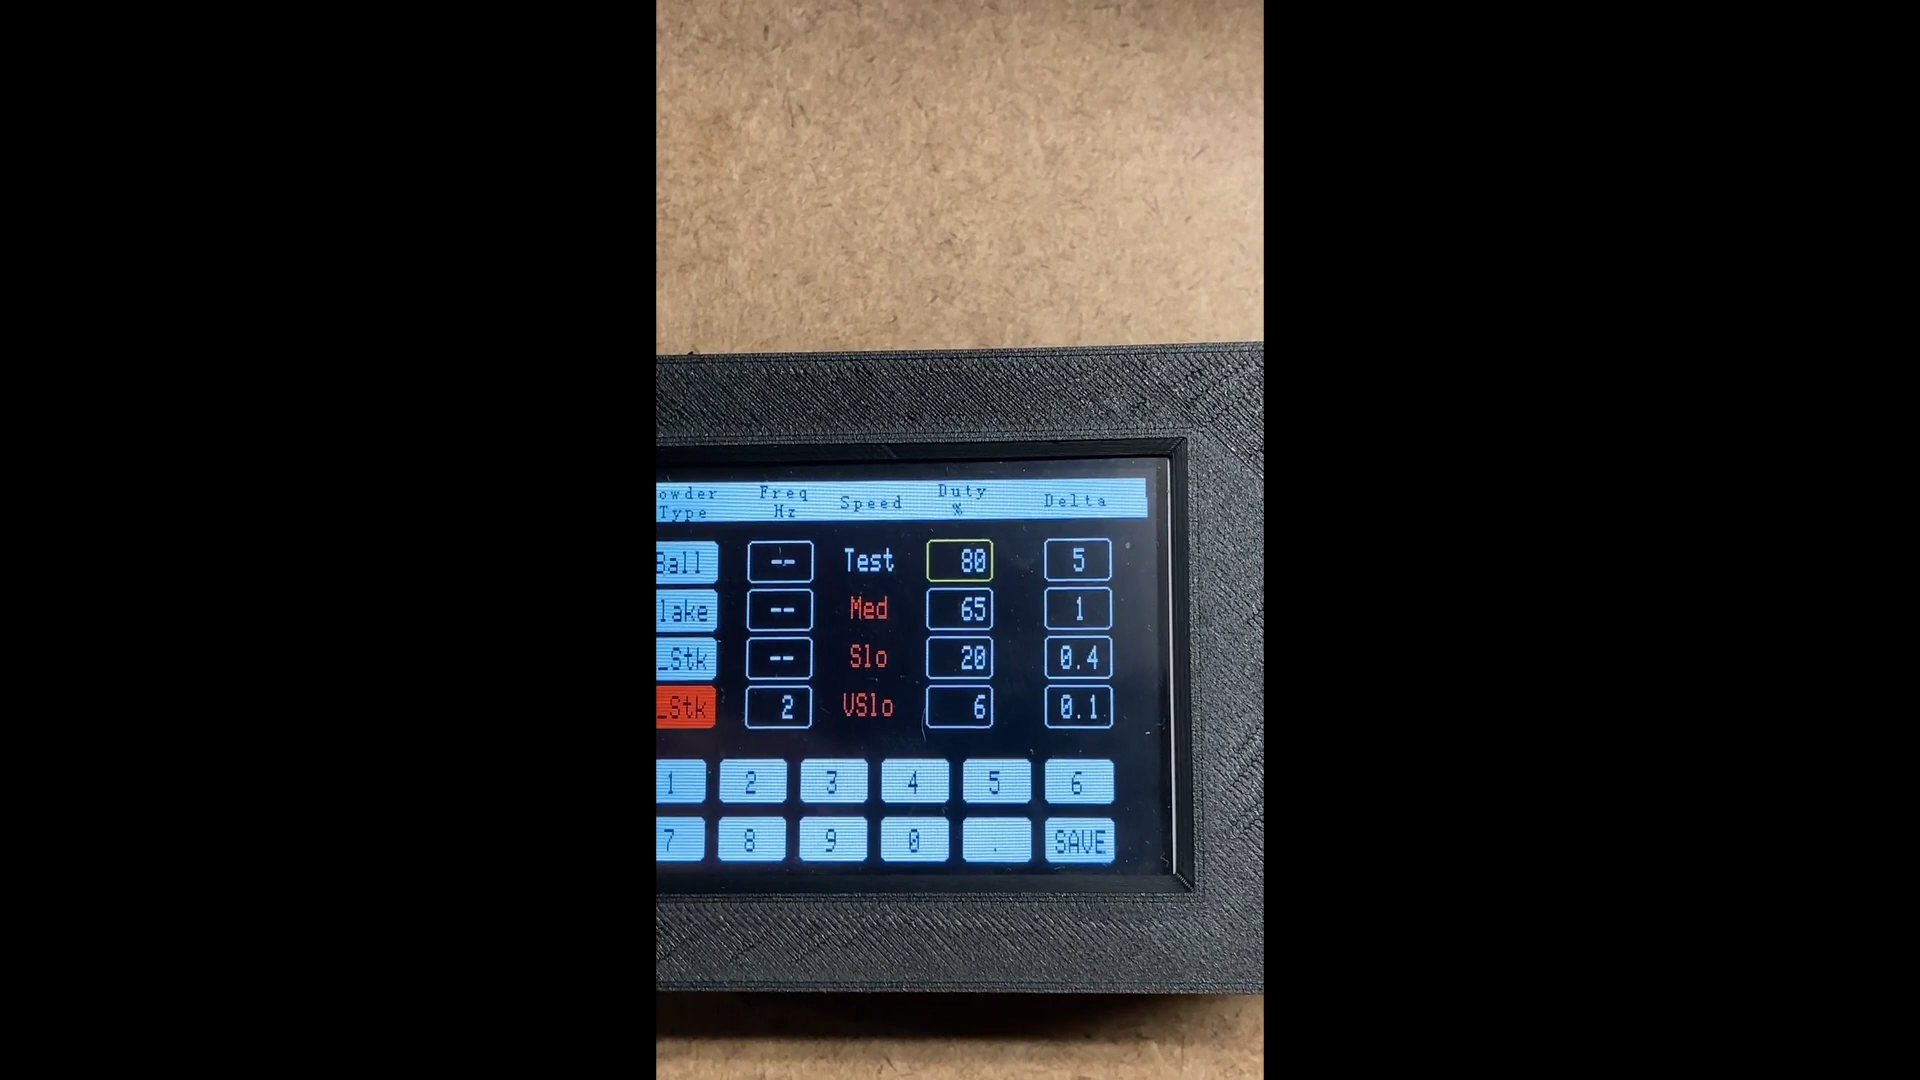 owder Freq Speed Duty Delta
Type Hz %
Ball -- Test 80 5
lake -- Med 65 1
_Stk -- Slo 20 0.4
_Stk 2 VSlo 6 0.1
1 2 3 4 5 6
7 8 9 0 . SAVE